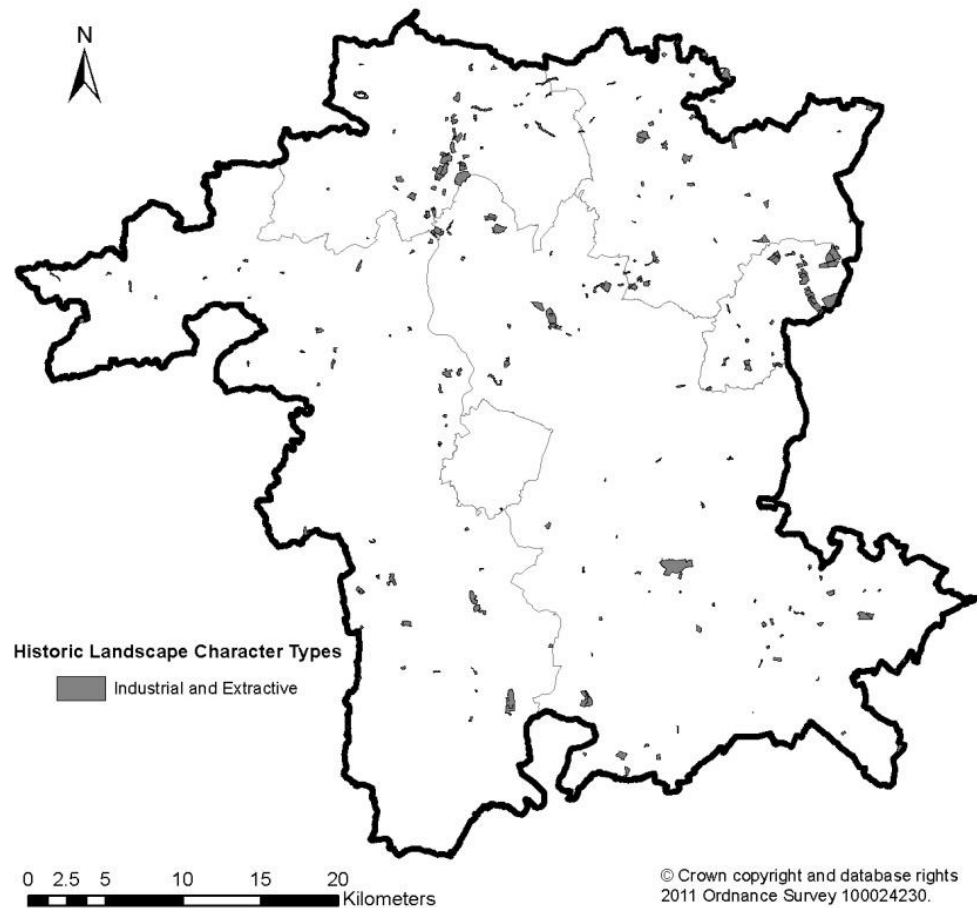 N
Historic Landscape Character Types
Industrial and Extractive
0 2.5 5 10 15 20
Kilometers
© Crown copyright and database rights
2011 Ordnance Survey 100024230.